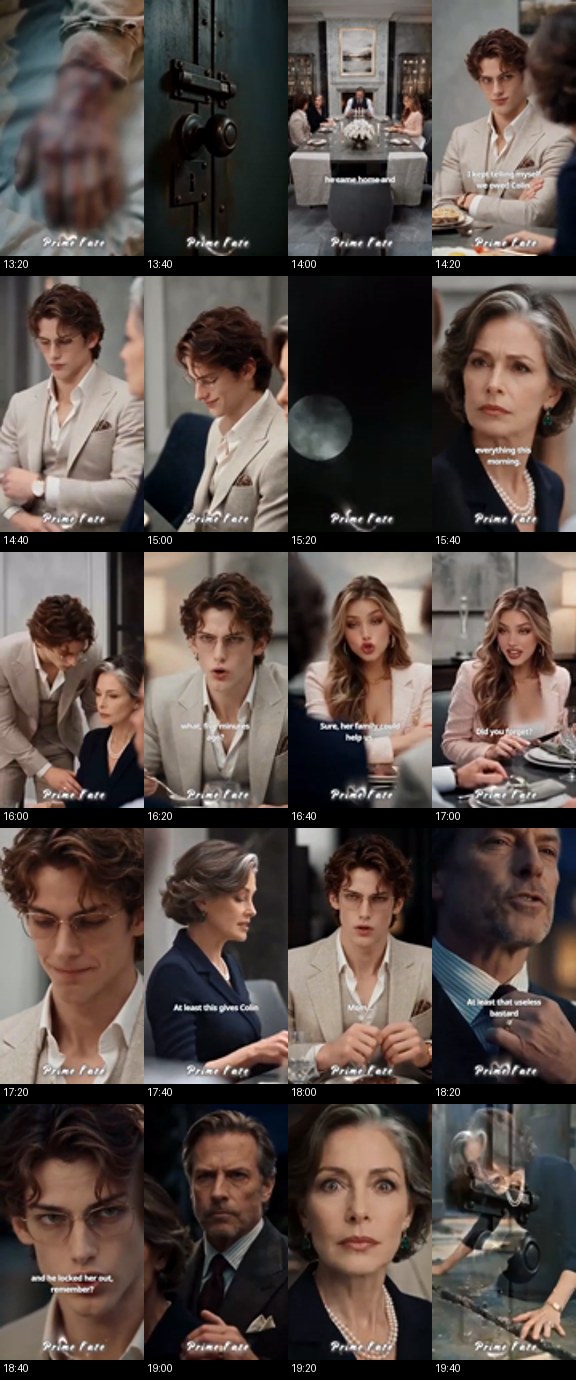 Prime Fate
Prime Fate
he came home and
Prime Fate
I kept telling myself
we owed Colin
Prime Fate
13:20
13:40
14:00
14:20
Prime Fate
Prime Fate
Prime Fate
everything this
morning.
Prime Fate
14:40
15:00
15:20
15:40
Prime Fate
what, five minutes
ago?
Prime Fate
Sure, her family could
help us
Prime Fate
Did you forget?
Prime Fate
16:00
16:20
16:40
17:00
Prime Fate
At least this gives Colin
Prime Fate
Mom,
Prime Fate
At least that useless
bastard
Prime Fate
17:20
17:40
18:00
18:20
and he locked her out,
remember?
Prime Fate
Prime Fate
Prime Fate
Prime Fate
18:40
19:00
19:20
19:40